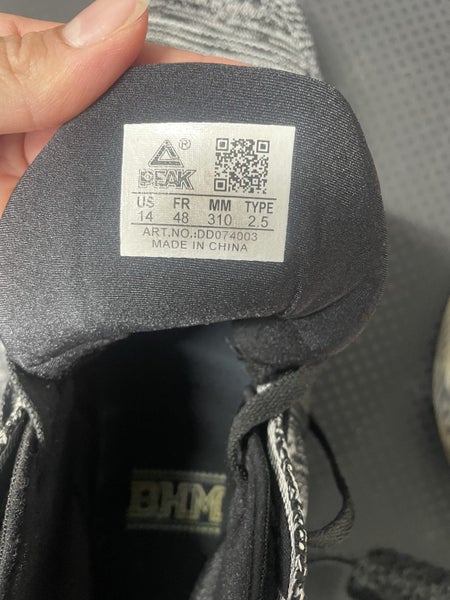 ®
PEAK
US FR MM TYPE
14 48 310 2.5
ART.NO.:DD074003
MADE IN CHINA
BHM